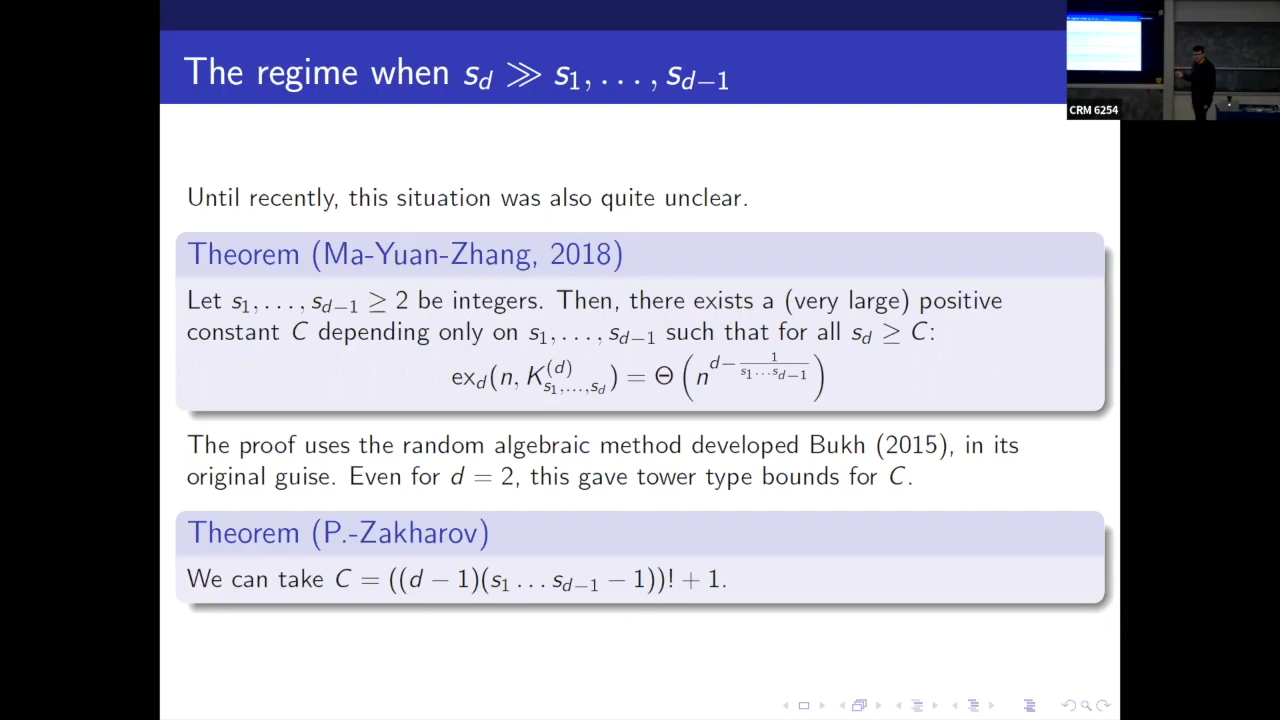 The regime when s_d ≫ s_1, . . . , s_{d−1}
CRM 6254
Until recently, this situation was also quite unclear.
Theorem (Ma-Yuan-Zhang, 2018)
Let s_1, . . . , s_{d−1} ≥ 2 be integers. Then, there exists a (very large) positive
constant C depending only on s_1, . . . , s_{d−1} such that for all s_d ≥ C:
ex_d(n, K^{(d)}_{s_1,...,s_d}) = Θ(n^{d − \frac{1}{s_1...s_{d−1}}})
The proof uses the random algebraic method developed Bukh (2015), in its
original guise. Even for d = 2, this gave tower type bounds for C.
Theorem (P.-Zakharov)
We can take C = ((d − 1)(s_1 . . . s_{d−1} − 1))! + 1.